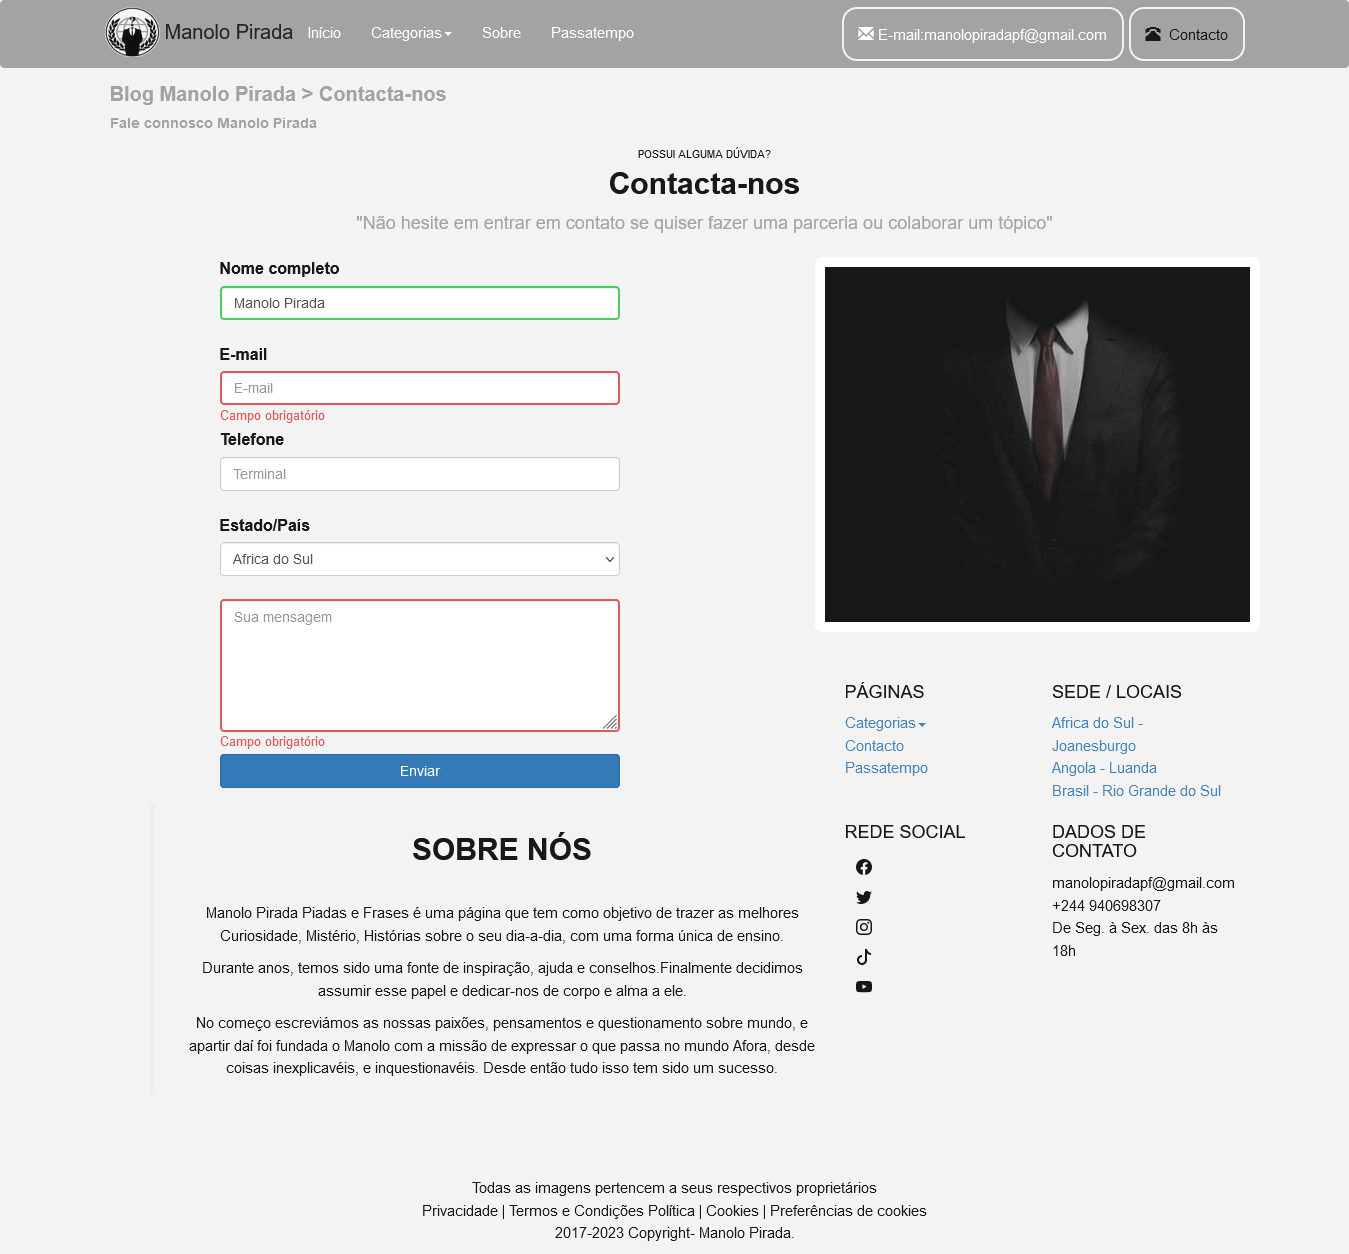 Manolo Pirada
Início
Categorias
Sobre
Passatempo
E-mail:manolopiradapf@gmail.com
Contacto
Blog Manolo Pirada > Contacta-nos
Fale connosco Manolo Pirada
POSSUI ALGUMA DÚVIDA?
Contacta-nos
"Não hesite em entrar em contato se quiser fazer uma parceria ou colaborar um tópico"
Nome completo
Manolo Pirada
E-mail
E-mail
Campo obrigatório
Telefone
Terminal
Estado/País
Africa do Sul
Sua mensagem
Campo obrigatório
Enviar
PÁGINAS
Categorias
Contacto
Passatempo
SEDE / LOCAIS
Africa do Sul -
Joanesburgo
Angola - Luanda
Brasil - Rio Grande do Sul
REDE SOCIAL
DADOS DE
CONTATO
manolopiradapf@gmail.com
+244 940698307
De Seg. à Sex. das 8h às
18h
SOBRE NÓS
Manolo Pirada Piadas e Frases é uma página que tem como objetivo de trazer as melhores
Curiosidade, Mistério, Histórias sobre o seu dia-a-dia, com uma forma única de ensino.
Durante anos, temos sido uma fonte de inspiração, ajuda e conselhos.Finalmente decidimos
assumir esse papel e dedicar-nos de corpo e alma a ele.
No começo escreviámos as nossas paixões, pensamentos e questionamento sobre mundo, e
apartir daí foi fundada o Manolo com a missão de expressar o que passa no mundo Afora, desde
coisas inexplicavéis, e inquestionavéis. Desde então tudo isso tem sido um sucesso.
Todas as imagens pertencem a seus respectivos proprietários
Privacidade | Termos e Condições Política | Cookies | Preferências de cookies
2017-2023 Copyright- Manolo Pirada.